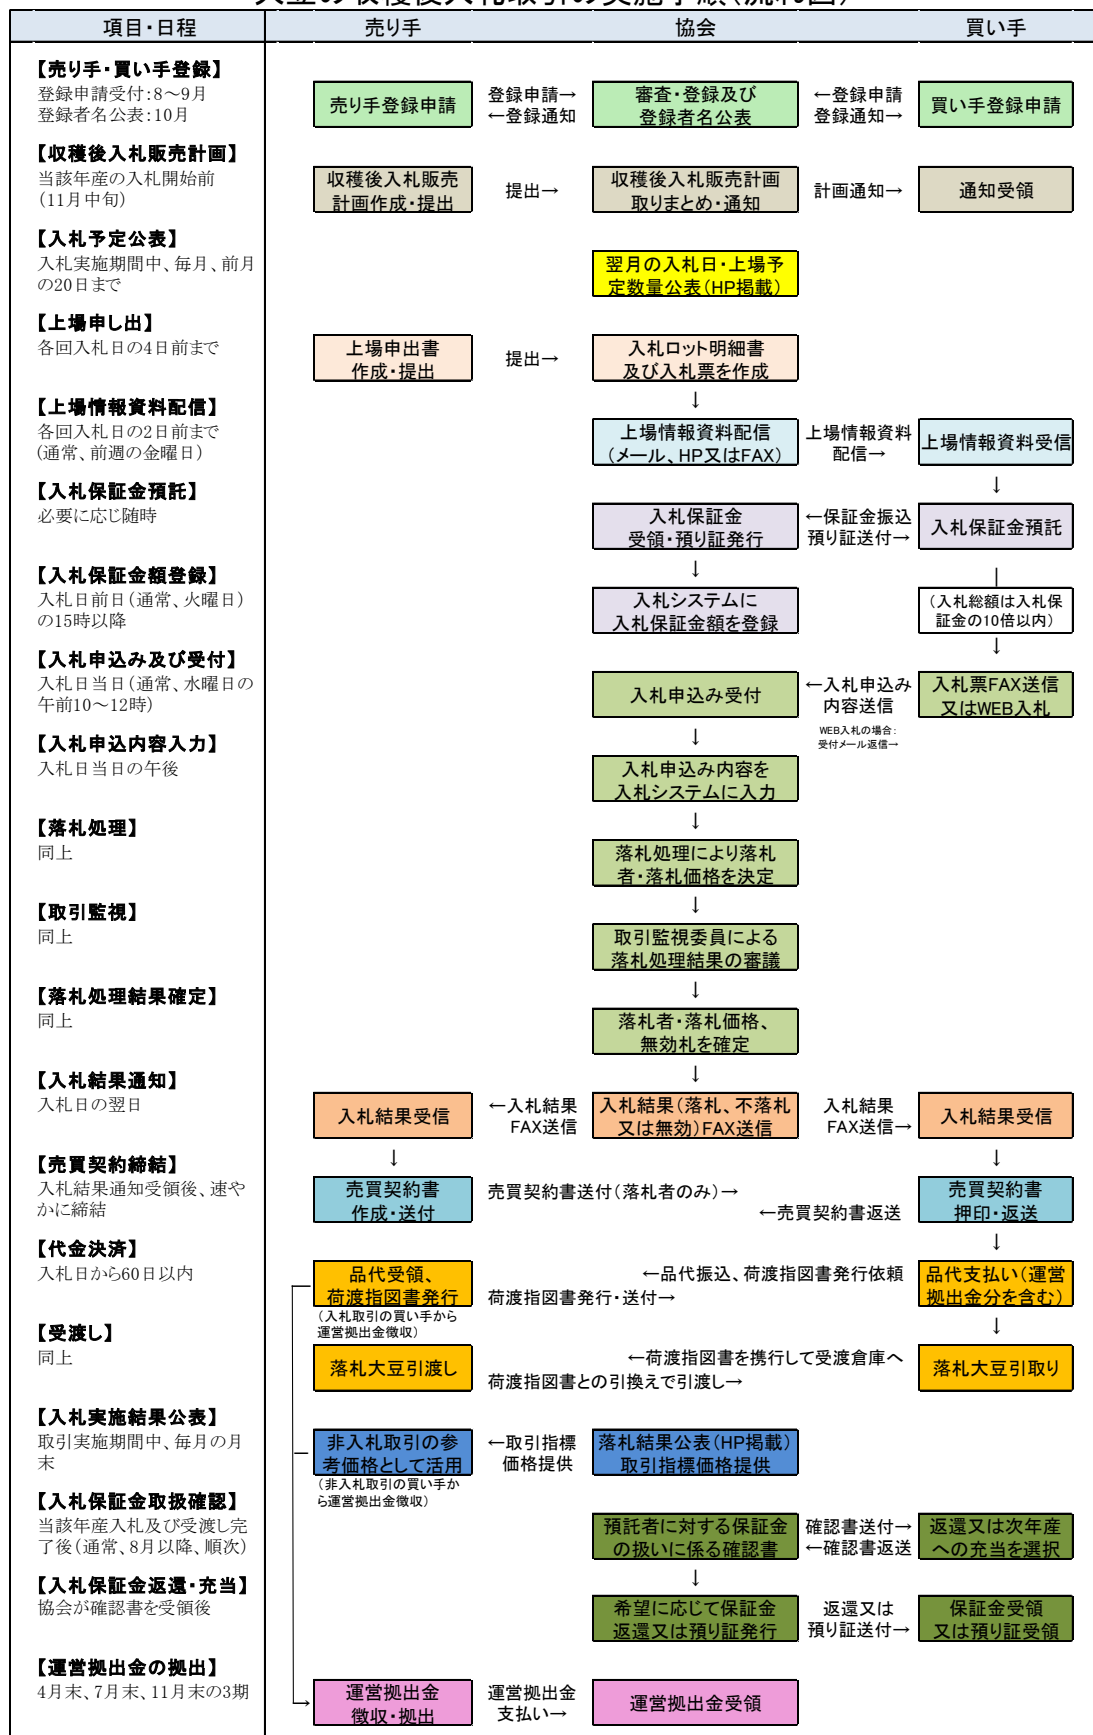 大豆の収穫後入札取引の実施手順(流れ図)
項目・日程
売り手
協会
買い手
【売り手・買い手登録】
登録申請受付:8～9月
登録者名公表:10月
売り手登録申請
登録申請→
←登録通知
審査・登録及び
登録者名公表
←登録申請
登録通知→
買い手登録申請
【収穫後入札販売計画】
当該年産の入札開始前
(11月中旬)
収穫後入札販売
計画作成・提出
提出→
収穫後入札販売計画
取りまとめ・通知
計画通知→
通知受領
【入札予定公表】
入札実施期間中、毎月、前月
の20日まで
翌月の入札日・上場予
定数量公表(HP掲載)
【上場申し出】
各回入札日の4日前まで
上場申出書
作成・提出
提出→
入札ロット明細書
及び入札票を作成
↓
【上場情報資料配信】
各回入札日の2日前まで
(通常、前週の金曜日)
上場情報資料配信
(メール、HP又はFAX)
上場情報資料
配信→
上場情報資料受信
↓
【入札保証金預託】
必要に応じ随時
入札保証金
受領・預り証発行
←保証金振込
預り証送付→
入札保証金預託
↓
【入札保証金額登録】
入札日前日(通常、火曜日)
の15時以降
入札システムに
入札保証金額を登録
(入札総額は入札保
証金の10倍以内)
↓
【入札申込み及び受付】
入札日当日(通常、水曜日の
午前10～12時)
入札申込み受付
←入札申込み
内容送信
入札票FAX送信
又はWEB入札
WEB入札の場合:
受付メール返信→
↓
【入札申込内容入力】
入札日当日の午後
入札申込み内容を
入札システムに入力
↓
【落札処理】
同上
落札処理により落札
者・落札価格を決定
↓
【取引監視】
同上
取引監視委員による
落札処理結果の審議
↓
【落札処理結果確定】
同上
落札者・落札価格、
無効札を確定
↓
【入札結果通知】
入札日の翌日
入札結果受信
←入札結果
FAX送信
入札結果(落札、不落札
又は無効)FAX送信
入札結果
FAX送信→
入札結果受信
↓
↓
【売買契約締結】
入札結果通知受領後、速や
かに締結
売買契約書
作成・送付
売買契約書送付(落札者のみ)→
←売買契約書返送
売買契約書
押印・返送
↓
【代金決済】
入札日から60日以内
品代受領、
荷渡指図書発行
(入札取引の買い手から
運営拠出金徴収)
←品代振込、荷渡指図書発行依頼
荷渡指図書発行・送付→
品代支払い(運営
拠出金分を含む)
↓
【受渡し】
同上
落札大豆引渡し
←荷渡指図書を携行して受渡倉庫へ
荷渡指図書との引換えで引渡し→
落札大豆引取り
【入札実施結果公表】
取引実施期間中、毎月の月
末
非入札取引の参
考価格として活用
(非入札取引の買い手か
ら運営拠出金徴収)
←取引指標
価格提供
落札結果公表(HP掲載)
取引指標価格提供
【入札保証金取扱確認】
当該年産入札及び受渡し完
了後(通常、8月以降、順次)
預託者に対する保証金
の扱いに係る確認書
確認書送付→
←確認書返送
返還又は次年産
への充当を選択
↓
【入札保証金返還・充当】
協会が確認書を受領後
希望に応じて保証金
返還又は預り証発行
返還又は
預り証送付→
保証金受領
又は預り証受領
【運営拠出金の拠出】
4月末、7月末、11月末の3期
運営拠出金
徴収・拠出
運営拠出金
支払い→
運営拠出金受領